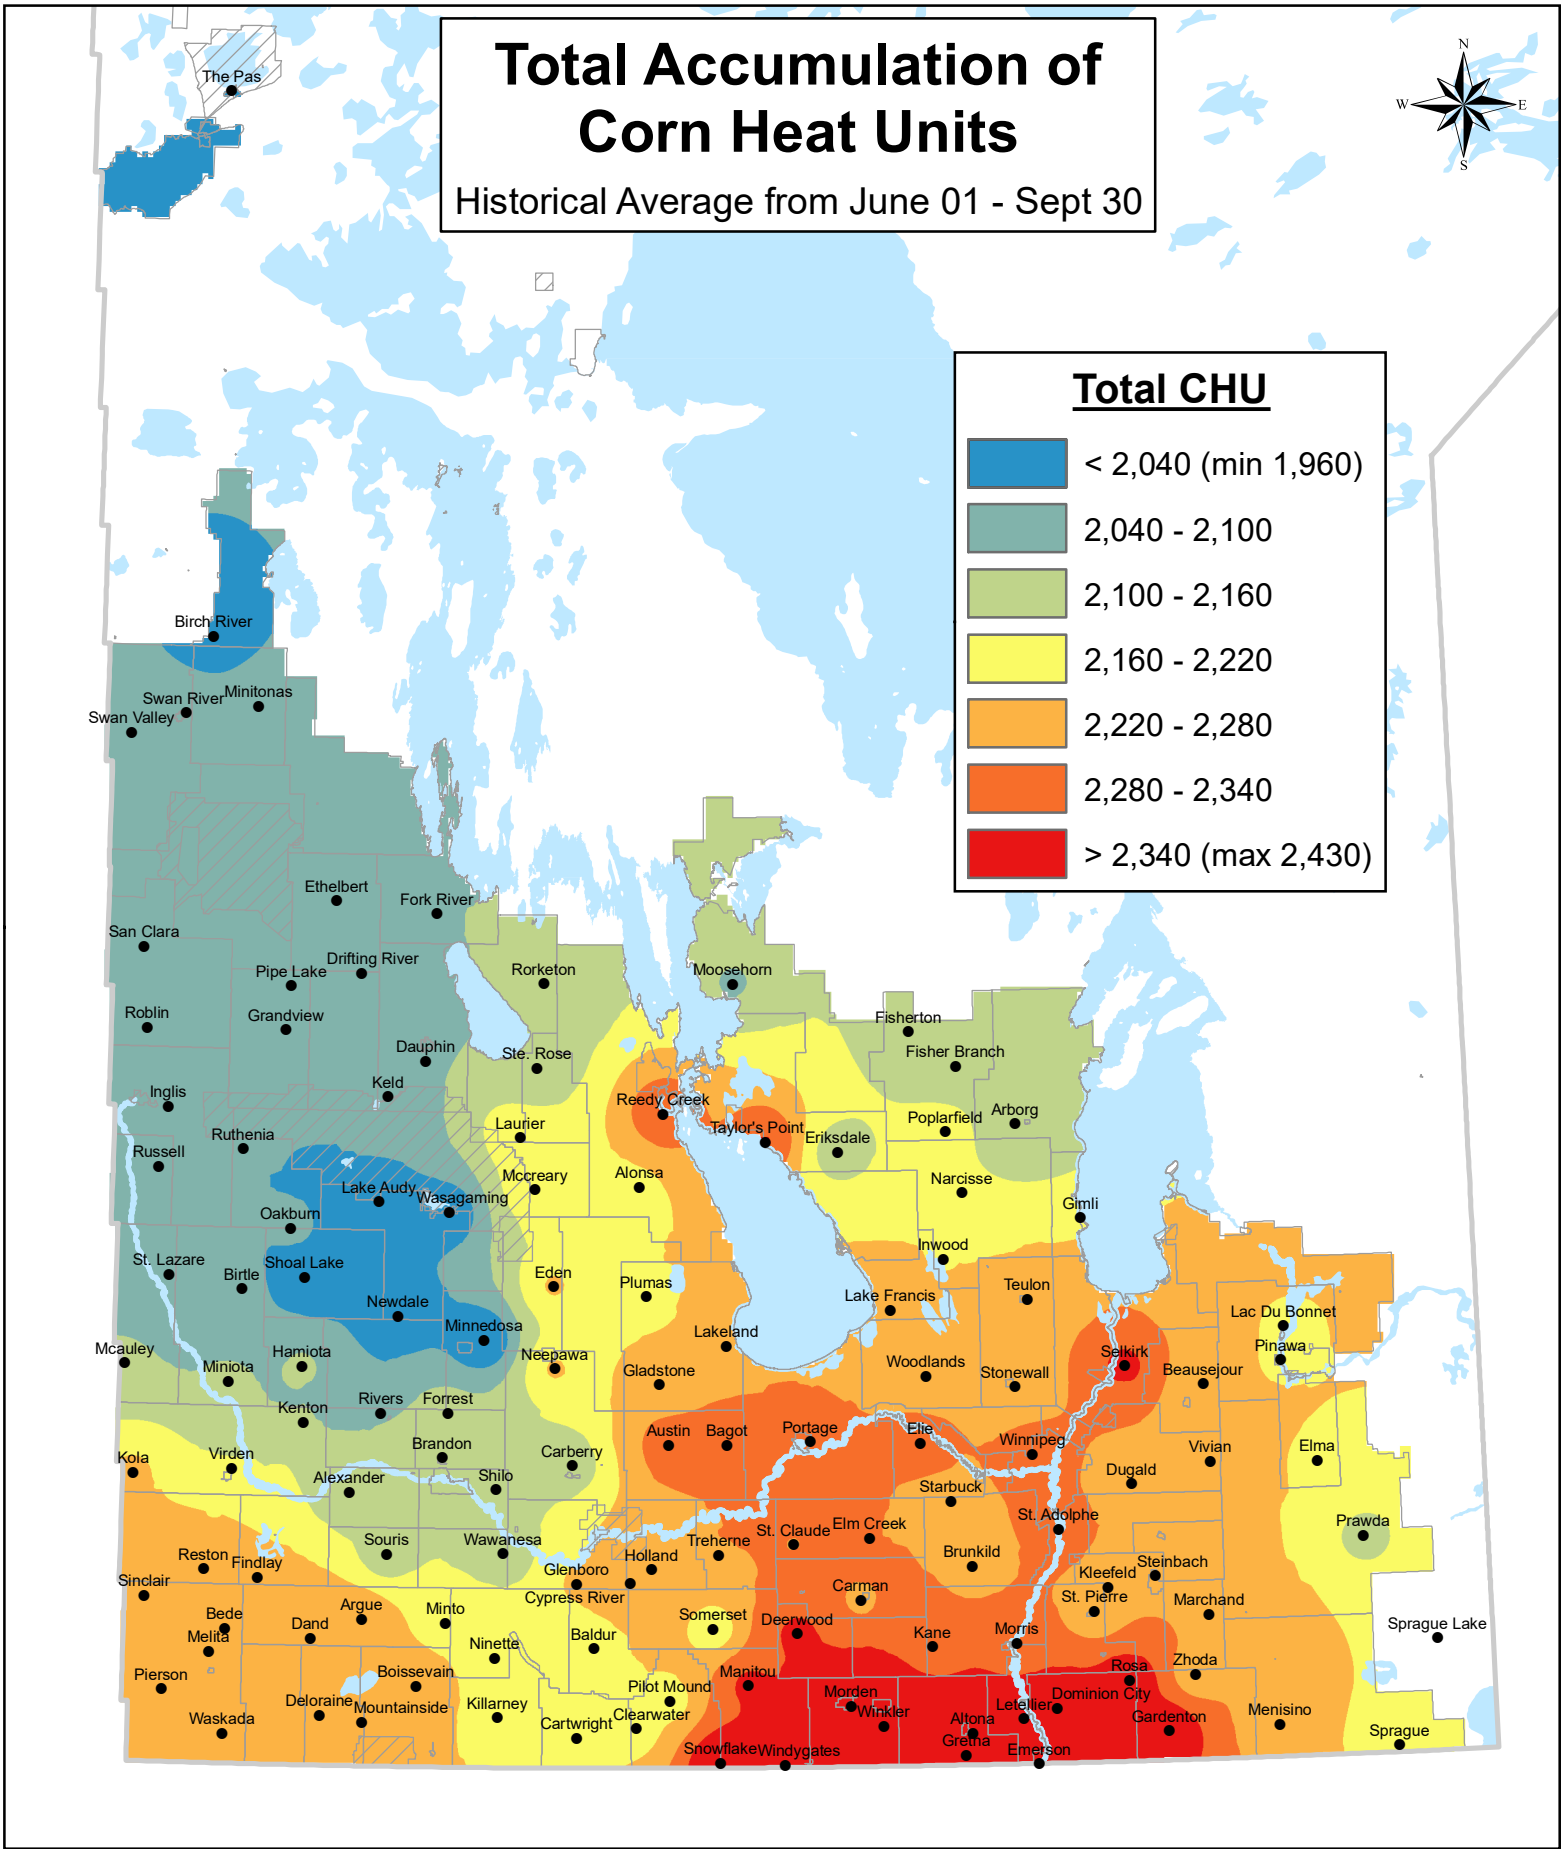 Total Accumulation of
Corn Heat Units
Historical Average from June 01 - Sept 30
N
W
E
S
The Pas
Total CHU
< 2,040 (min 1,960)
2,040 - 2,100
2,100 - 2,160
2,160 - 2,220
2,220 - 2,280
2,280 - 2,340
> 2,340 (max 2,430)
Birch River
Minitonas
Swan River
Swan Valley
Ethelbert
Fork River
San Clara
Drifting River
Pipe Lake
Rorketon
Moosehorn
Roblin
Grandview
Fisherton
Dauphin
Ste. Rose
Fisher Branch
Keld
Inglis
Reedy Creek
Laurier
Poplarfield
Arborg
Ruthenia
Taylor's Point
Eriksdale
Russell
Mccreary
Alonsa
Narcisse
Lake Audy
Wasagaming
Gimli
Oakburn
Inwood
St. Lazare
Birtle
Shoal Lake
Eden
Plumas
Teulon
Newdale
Lake Francis
Lac Du Bonnet
Minnedosa
Lakeland
Mcauley
Hamiota
Neepawa
Selkirk
Pinawa
Miniota
Gladstone
Woodlands
Stonewall
Beausejour
Rivers
Forrest
Kenton
Austin
Bagot
Portage
Elie
Winnipeg
Brandon
Carberry
Vivian
Elma
Kola
Virden
Alexander
Shilo
Dugald
Starbuck
St. Adolphe
Prawda
Souris
Wawanesa
Treherne
St. Claude
Elm Creek
Reston
Findlay
Holland
Brunkild
Steinbach
Sinclair
Glenboro
Kleefeld
Cypress River
Carman
St. Pierre
Marchand
Bede
Argue
Minto
Somerset
Deerwood
Sprague Lake
Melita
Dand
Ninette
Baldur
Kane
Morris
Pierson
Boissevain
Pilot Mound
Manitou
Rosa
Zhoda
Deloraine
Mountainside
Killarney
Clearwater
Morden
Letellier
Dominion City
Waskada
Cartwright
Winkler
Altona
Gardenton
Menisino
Sprague
Snowflake
Windygates
Gretna
Emerson